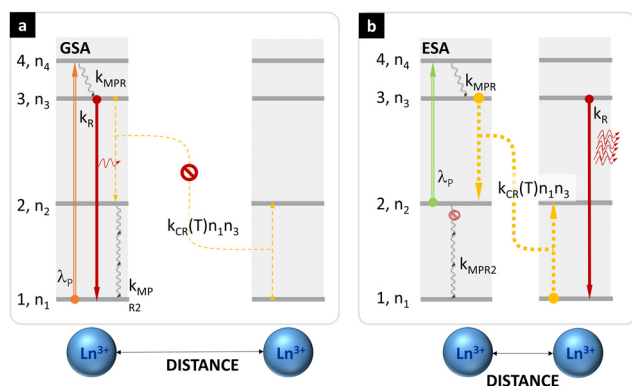 a
GSA
4, n4
kMPR
3, n3
kR
2, n2
kCR(T)n1n3
λP
kMP
R2
1, n1
Ln3+
DISTANCE
Ln3+
b
ESA
4, n4
kMPR
3, n3
kR
λP
kCR(T)n1n3
2, n2
kMPR2
1, n1
Ln3+
Ln3+
DISTANCE